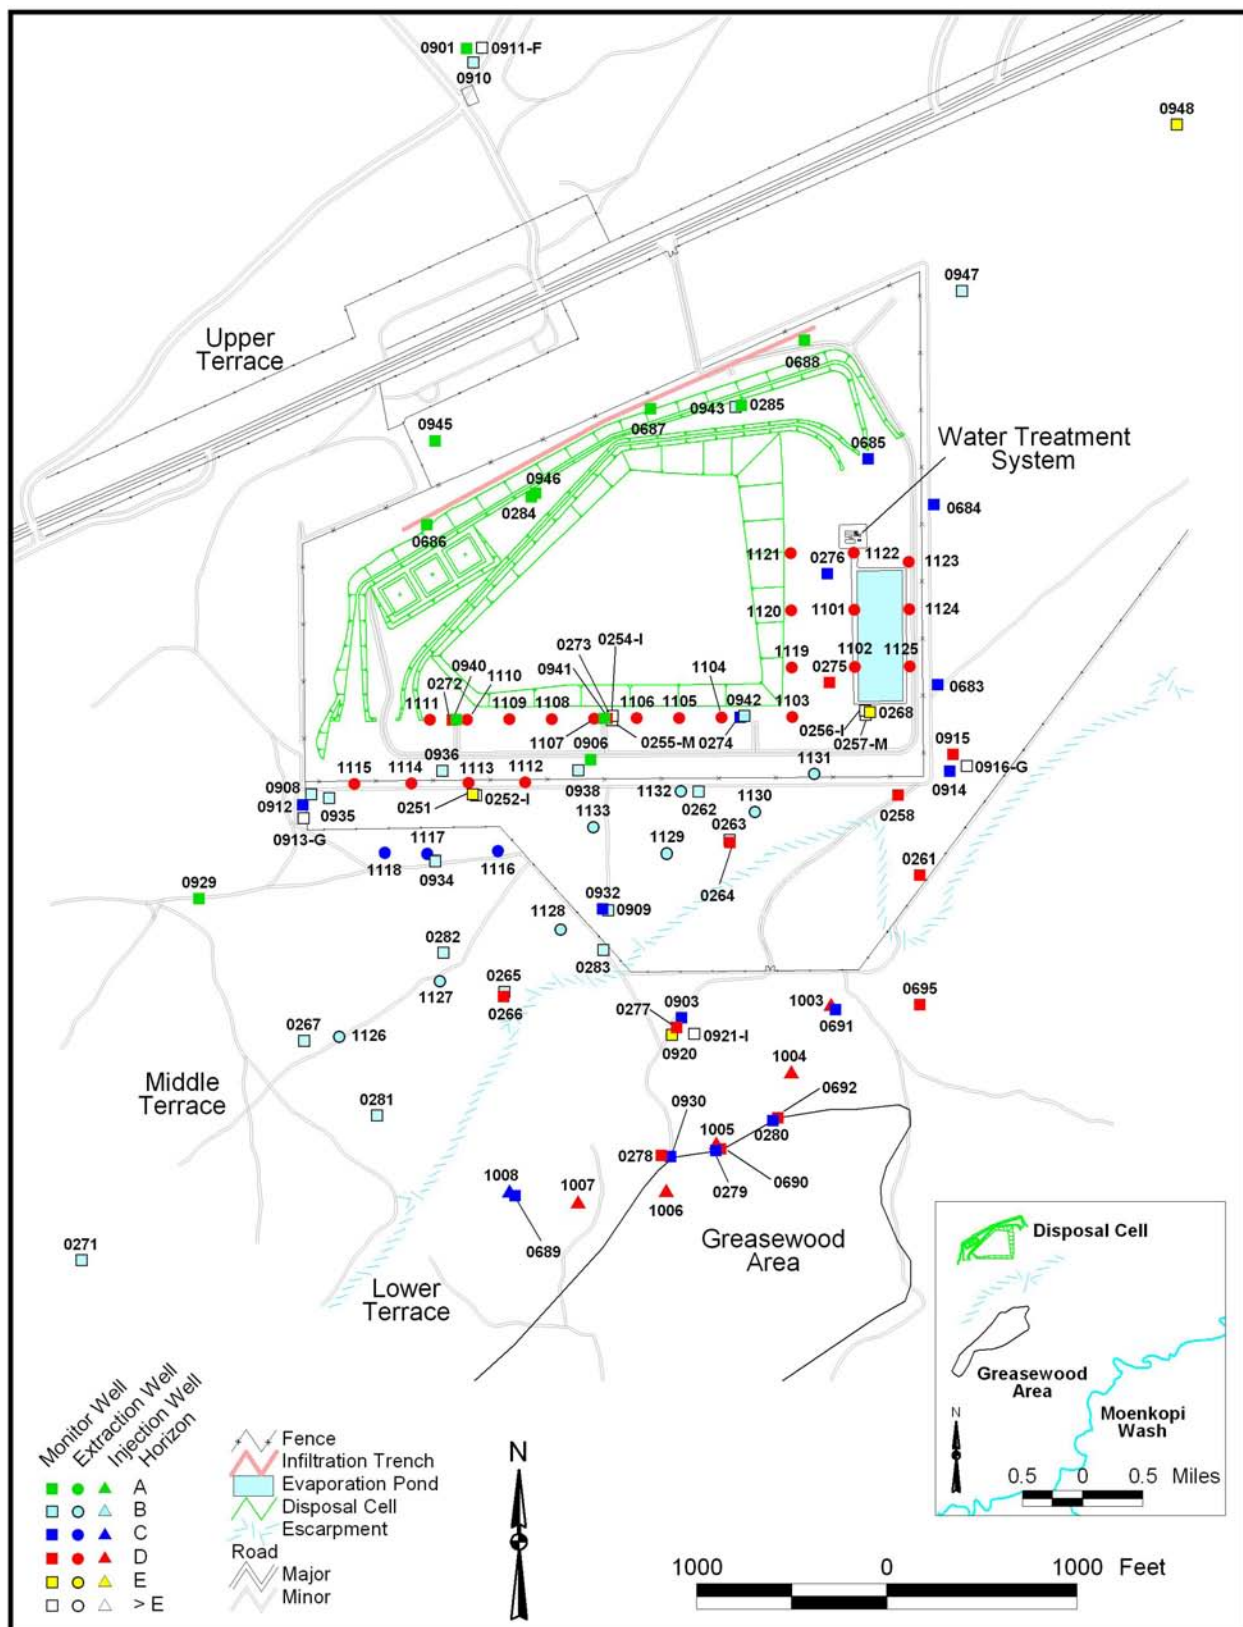 0901
0911-F
0910
0948
0947
Upper
Terrace
0688
0943
0285
0687
0945
0685
Water Treatment
System
0946
0284
0684
0686
0276
1121
1122
1123
1120
1101
1124
0273
0254-I
1119
1102
1125
0940
0941
0275
0272
1110
1104
0683
1111
1109
1108
1106
1105
0942
1103
0268
1107
0255-M
0274
0256-I
0257-M
0915
0906
0936
1131
0916-G
1115
1114
1113
1112
0914
0908
0938
1132
1130
0912
0935
0251
0252-I
0262
0258
1133
0263
0913-G
1129
1117
0261
1118
0934
1116
0929
0264
0932
1128
0909
0282
0283
0265
1003
0695
1127
0266
0277
0903
0691
0267
1126
0921-I
0920
1004
Middle
Terrace
0692
0281
0930
1005
0280
0278
1008
1007
0279
0690
1006
0689
Greasewood
Area
0271
Lower
Terrace
Disposal Cell
Greasewood
Area
Moenkopi
Wash
N
0.5 0 0.5 Miles
Monitor Well
Extraction Well
Injection Well
Horizon
A
B
C
D
E
> E
Fence
Infiltration Trench
Evaporation Pond
Disposal Cell
Escarpment
Road
Major
Minor
N
1000 0 1000 Feet